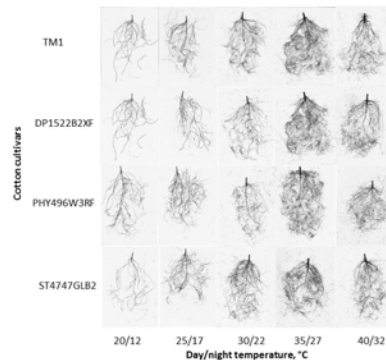 TM1
DP1522B2XF
PHY496W3RF
ST4747GLB2
Cotton cultivars
20/12 25/17 30/22 35/27 40/32
Day/night temperature, °C